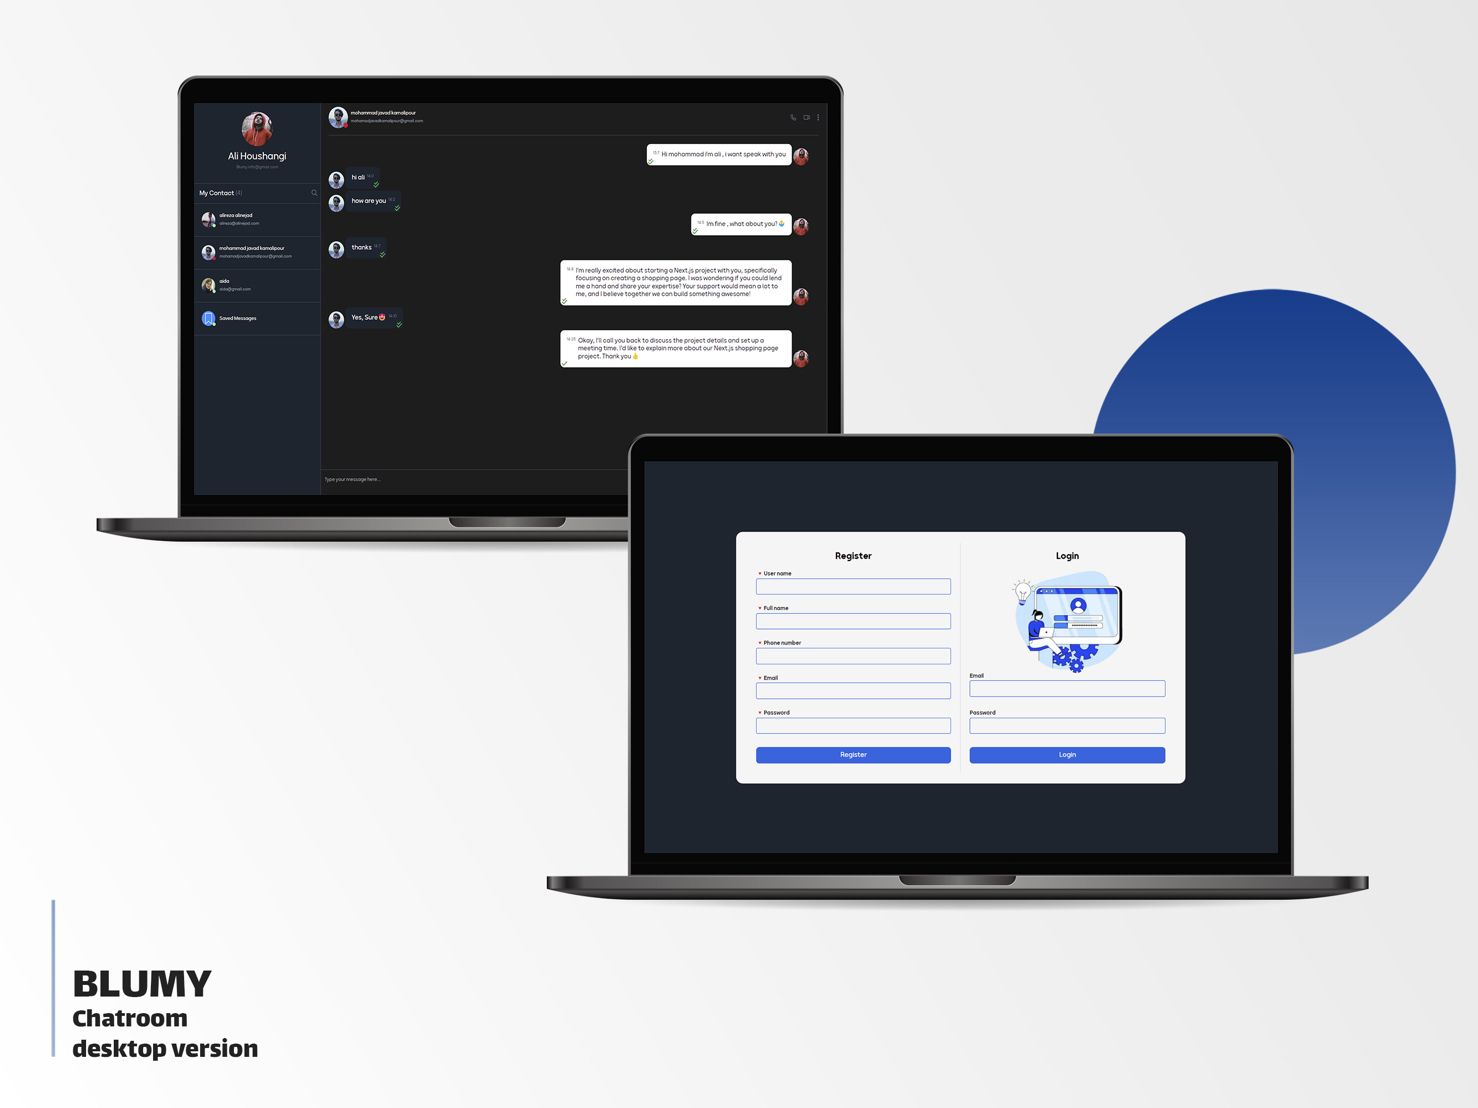 Ali Houshangi
Blumy.info@gmail.com
My Contact (4)
alireza alinejad
alireza@alinejad.com
mohammad javad kamalipour
mohamadjavadkamalipour@gmail.com
aida
aida@gmail.com
Saved Messages
mohammad javad kamalipour
mohamadjavadkamalipour@gmail.com
Hi mohammad I'm ali , i want speak with you
hi ali
how are you
Im fine , what about you?
thanks
I'm really excited about starting a Next.js project with you, specifically
focusing on creating a shopping page. I was wondering if you could lend
me a hand and share your expertise? Your support would mean a lot to
me, and I believe together we can build something awesome!
Yes, Sure 😍
Okay, I'll call you back to discuss the project details and set up a
meeting time. I'd like to explain more about our Next.js shopping page
project. Thank you 👍
Type your message here...
Register
User name
Full name
Phone number
Email
Password
Register
Login
Email
Password
Login
BLUMY
Chatroom
desktop version